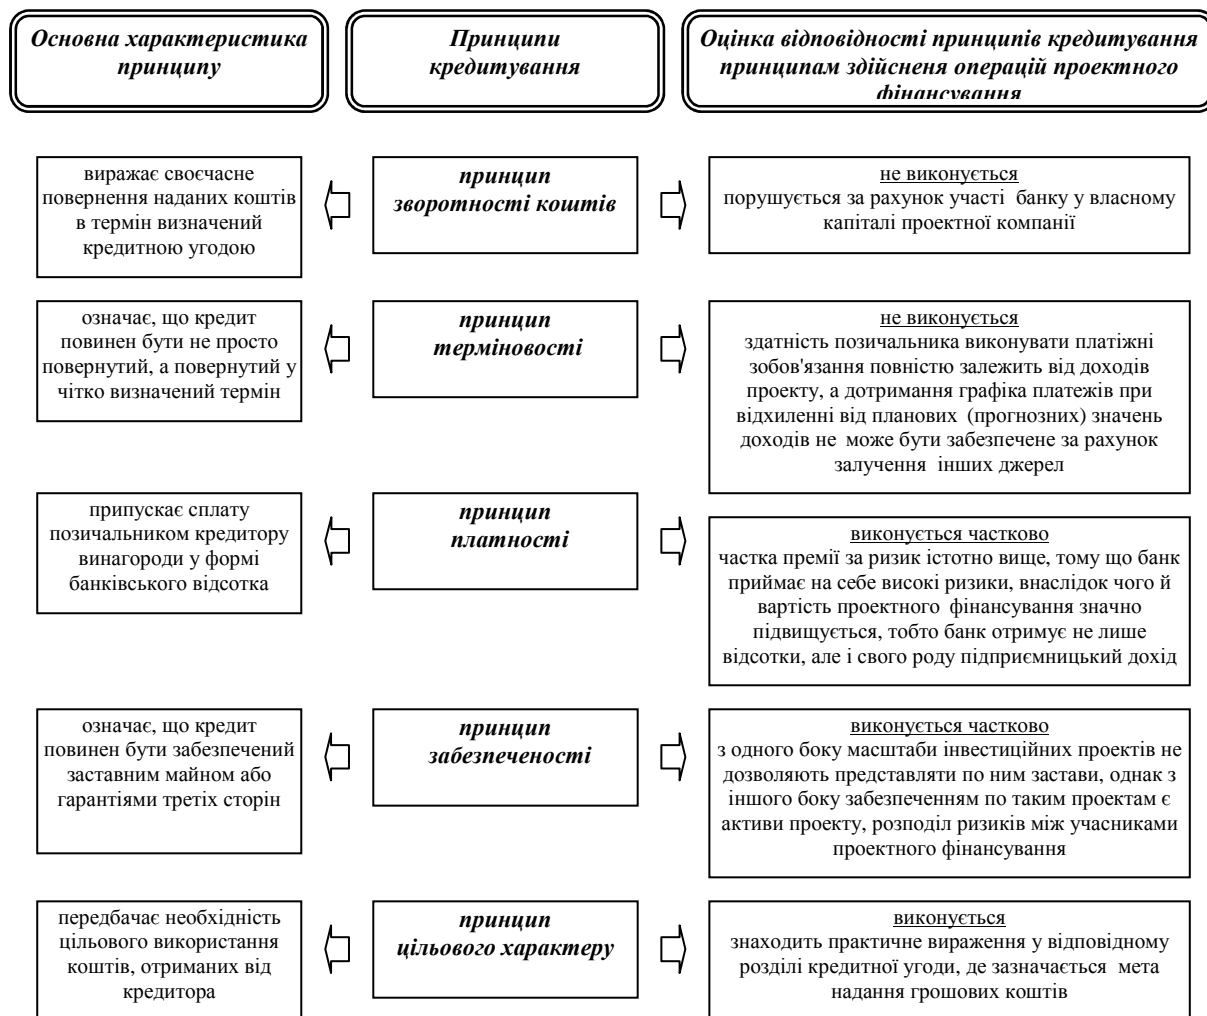 Основна характеристика
принципу
Принципи
кредитування
Оцінка відповідності принципів кредитування
принципам здійсненя операцій проектного
фінансування
виражає своєчасне
повернення наданих коштів
в термін визначений
кредитною угодою
принцип
зворотності коштів
не виконується
порушується за рахунок участі банку у власному
капіталі проектної компанії
означає, що кредит
повинен бути не просто
повернутий, а повернутий у
чітко визначений термін
принцип
терміновості
не виконується
здатність позичальника виконувати платіжні
зобов'язання повністю залежить від доходів
проекту, а дотримання графіка платежів при
відхиленні від планових (прогнозних) значень
доходів не може бути забезпечене за рахунок
залучення інших джерел
припускає сплату
позичальником кредитору
винагороди у формі
банківського відсотка
принцип
платності
виконується частково
частка премії за ризик істотно вище, тому що банк
приймає на себе високі ризики, внаслідок чого й
вартість проектного фінансування значно
підвищується, тобто банк отримує не лише
відсотки, але і свого роду підприємницький дохід
означає, що кредит
повинен бути забезпечений
заставним майном або
гарантіями третіх сторін
принцип
забезпеченості
виконується частково
з одного боку масштаби інвестиційних проектів не
дозволяють представляти по ним застави, однак з
іншого боку забезпеченням по таким проектам є
активи проекту, розподіл ризиків між учасниками
проектного фінансування
передбачає необхідність
цільового використання
коштів, отриманих від
кредитора
принцип
цільового характеру
виконується
знаходить практичне вираження у відповідному
розділі кредитної угоди, де зазначається мета
надання грошових коштів